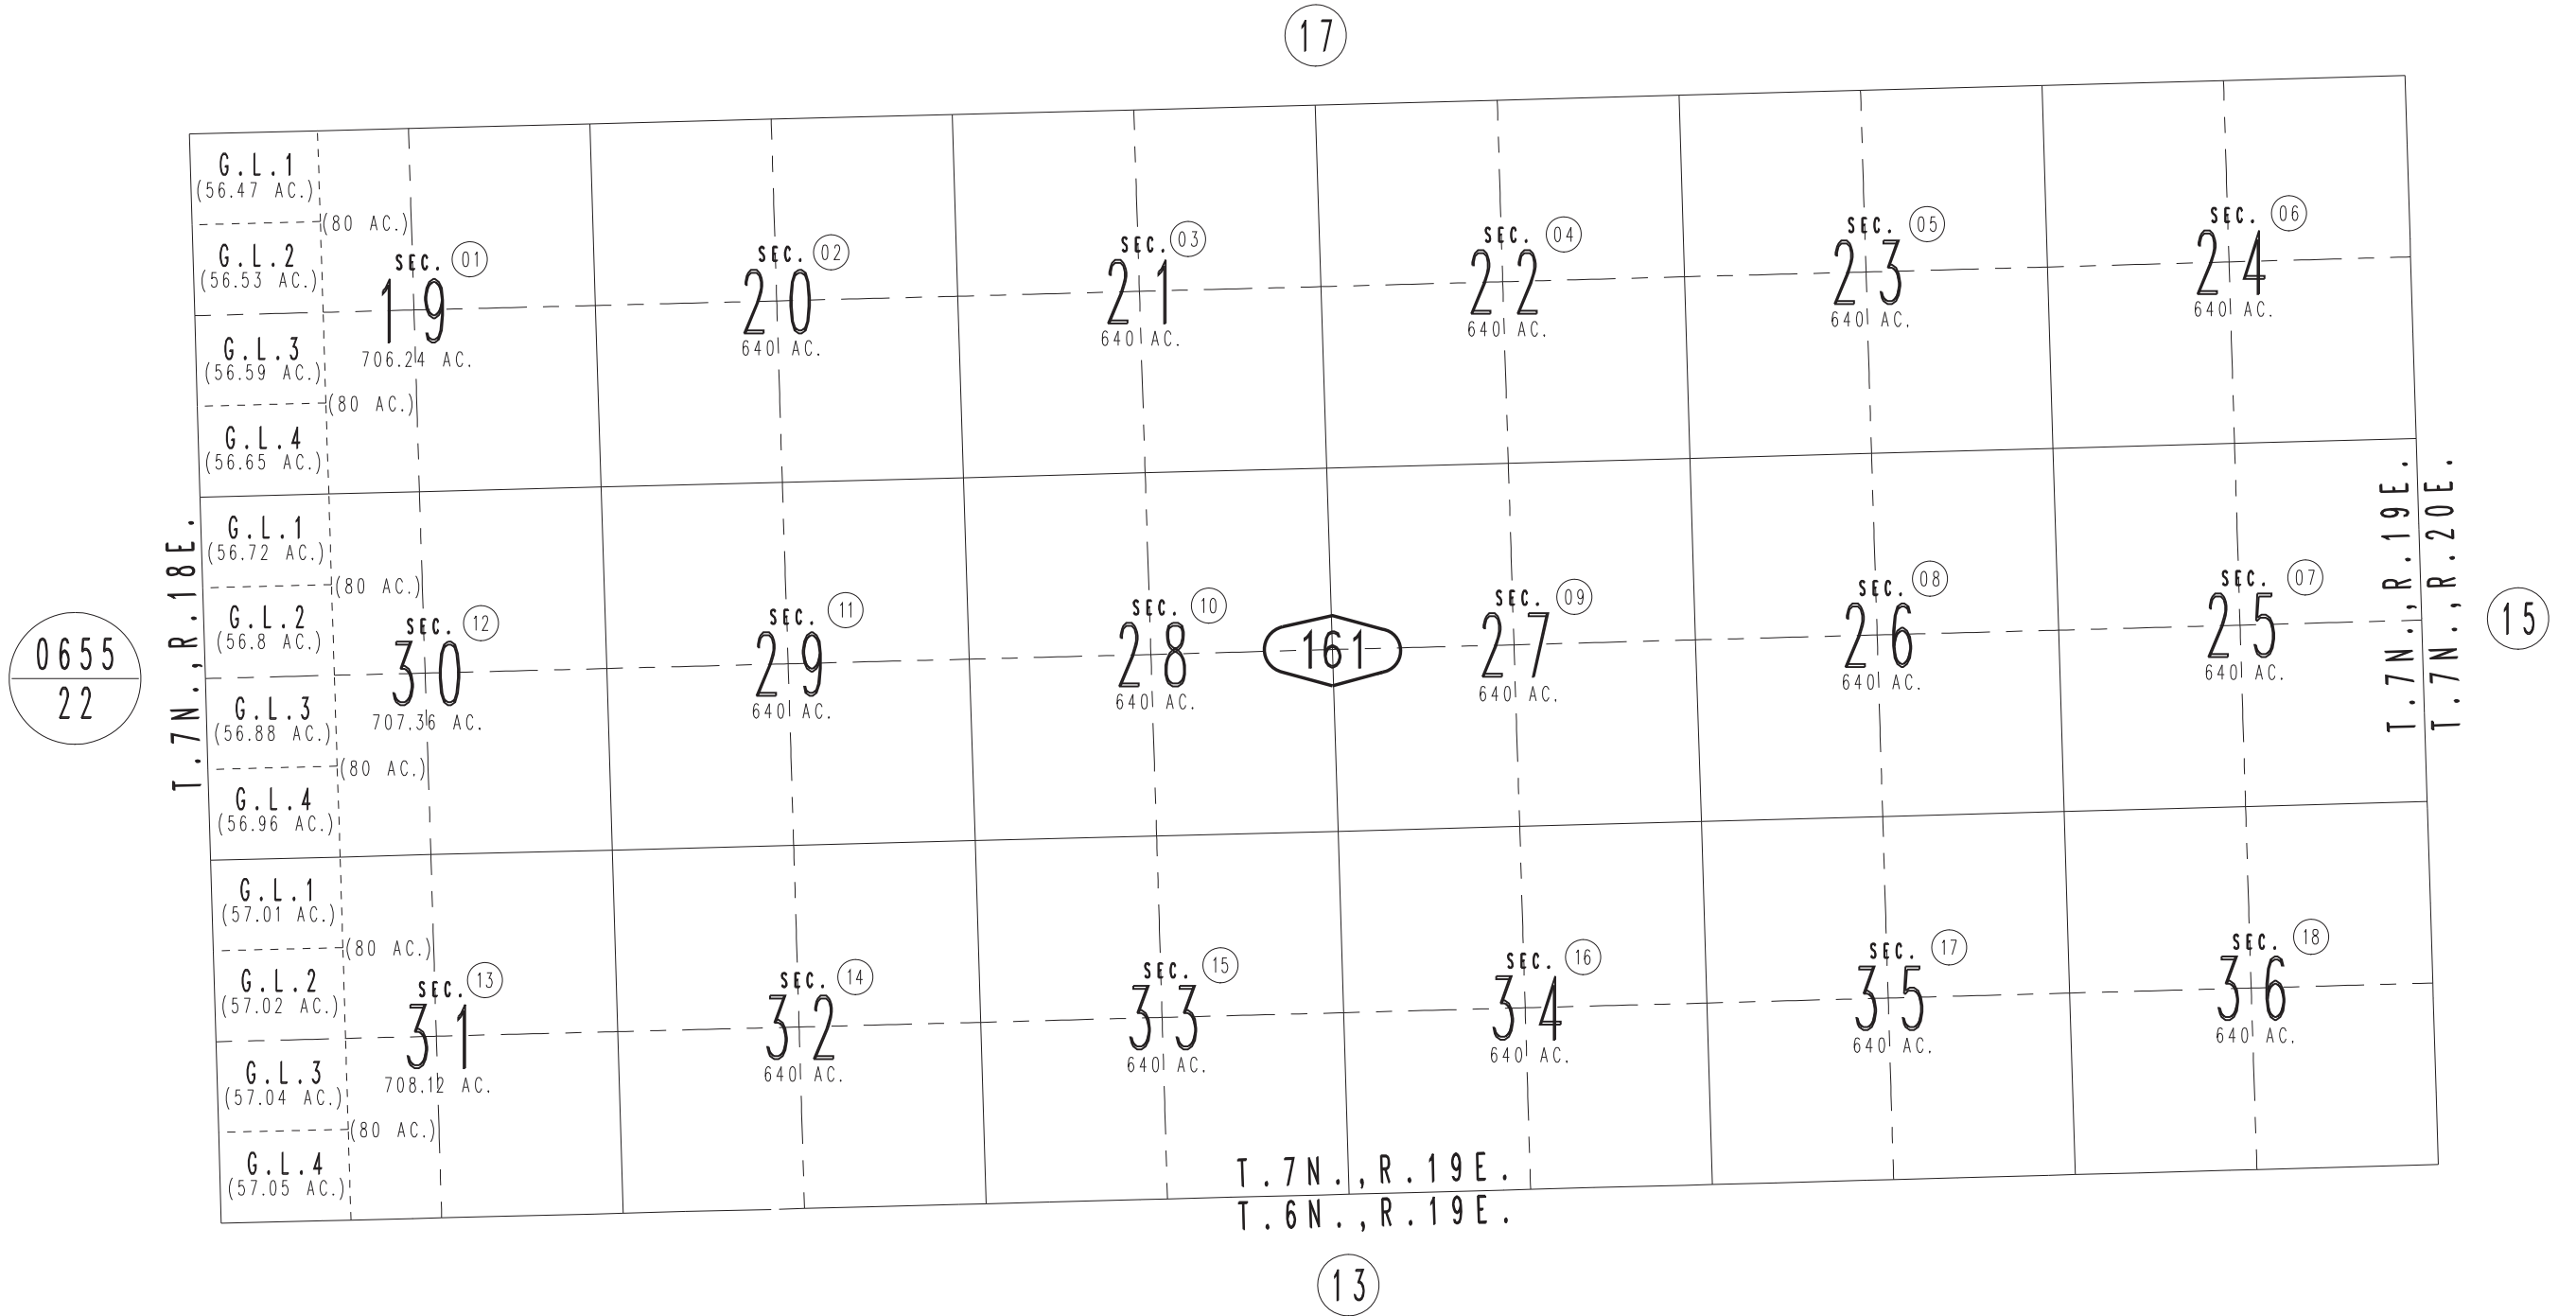 17
G.L.1
(56.47 AC.)
(80 AC.)
G.L.2
(56.53 AC.)
SEC. 01
19
706.24 AC.
G.L.3
(56.59 AC.)
(80 AC.)
G.L.4
(56.65 AC.)
SEC. 02
20
640 AC.
SEC. 03
21
640 AC.
SEC. 04
22
640 AC.
SEC. 05
23
640 AC.
SEC. 06
24
640 AC.
T.7N.,R.18E.
0655
22
G.L.1
(56.72 AC.)
(80 AC.)
G.L.2
(56.8 AC.)
SEC. 12
30
707.36 AC.
G.L.3
(56.88 AC.)
(80 AC.)
G.L.4
(56.96 AC.)
SEC. 11
29
640 AC.
SEC. 10
28
640 AC.
161
SEC. 09
27
640 AC.
SEC. 08
26
640 AC.
SEC. 07
25
640 AC.
T.7N.,R.19E.
T.7N.,R.20E.
15
G.L.1
(57.01 AC.)
(80 AC.)
G.L.2
(57.02 AC.)
SEC. 13
31
708.12 AC.
G.L.3
(57.04 AC.)
(80 AC.)
G.L.4
(57.05 AC.)
SEC. 14
32
640 AC.
SEC. 15
33
640 AC.
SEC. 16
34
640 AC.
SEC. 17
35
640 AC.
SEC. 18
36
640 AC.
T.7N.,R.19E.
T.6N.,R.19E.
13